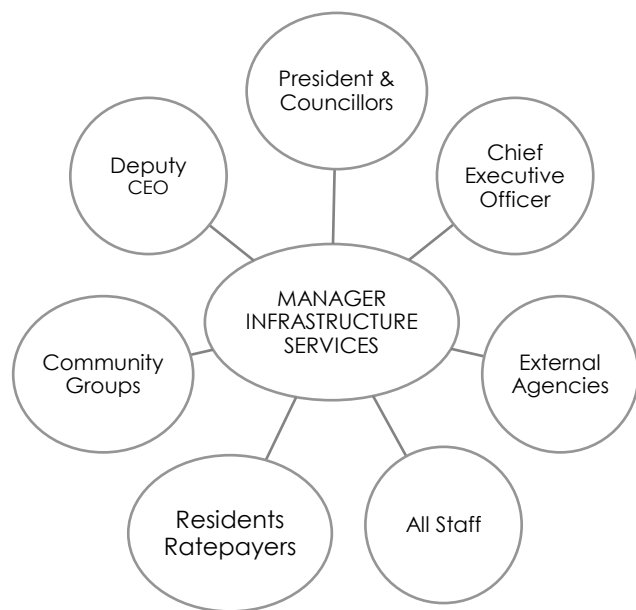 President &
Councillors
Deputy
CEO
Chief
Executive
Officer
MANAGER
INFRASTRUCTURE
SERVICES
Community
Groups
External
Agencies
Residents
Ratepayers
All Staff